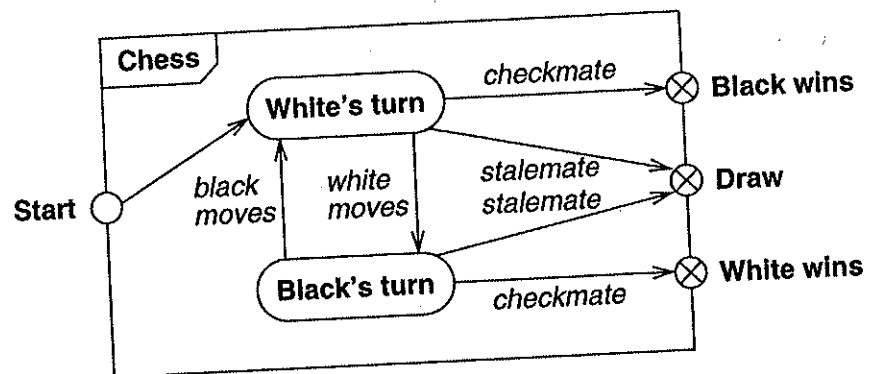 Chess
checkmate
White's turn
Black wins
stalemate
black
moves
white
moves
Draw
Start
stalemate
Black's turn
White wins
checkmate